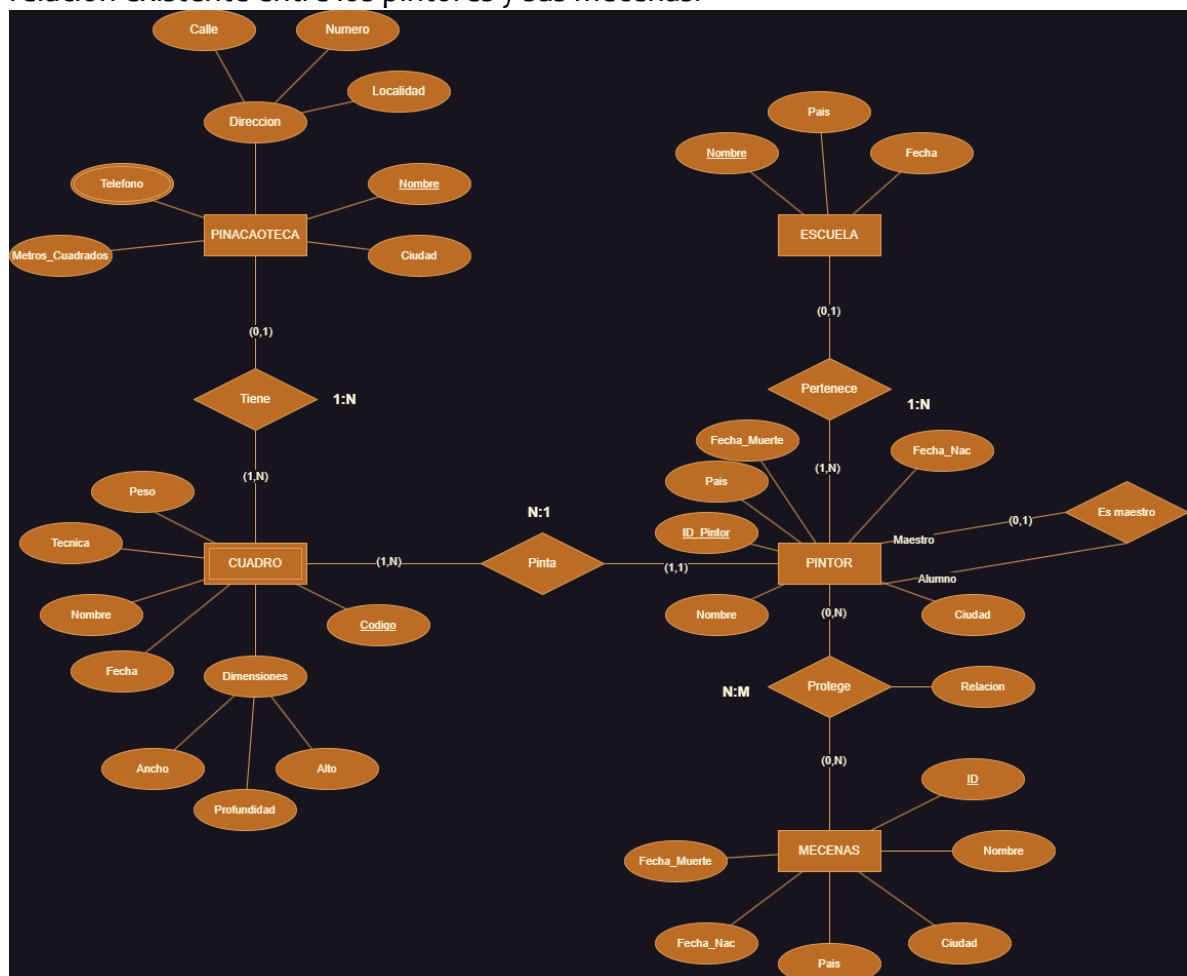 relación existente entre los pintores y sus mecenas.
Calle
Numero
Localidad
Direccion
Telefono
Nombre
PINACAOTECA
Metros_Cuadrados
Ciudad
(0,1)
Tiene
1:N
(1,N)
Pais
Nombre
Fecha
ESCUELA
(0,1)
Pertenece
1:N
(1,N)
Peso
Tecnica
CUADRO
Nombre
Codigo
Fecha
Dimensiones
Ancho
Alto
Profundidad
(1,N)
N:1
Pinta
(1,1)
Fecha_Muerte
Fecha_Nac
Pais
ID_Pintor
PINTOR
Nombre
Ciudad
Maestro
(0,1)
Es maestro
Alumno
(0,N)
N:M
Protege
Relacion
(0,N)
ID
MECENAS
Nombre
Fecha_Muerte
Fecha_Nac
Pais
Ciudad